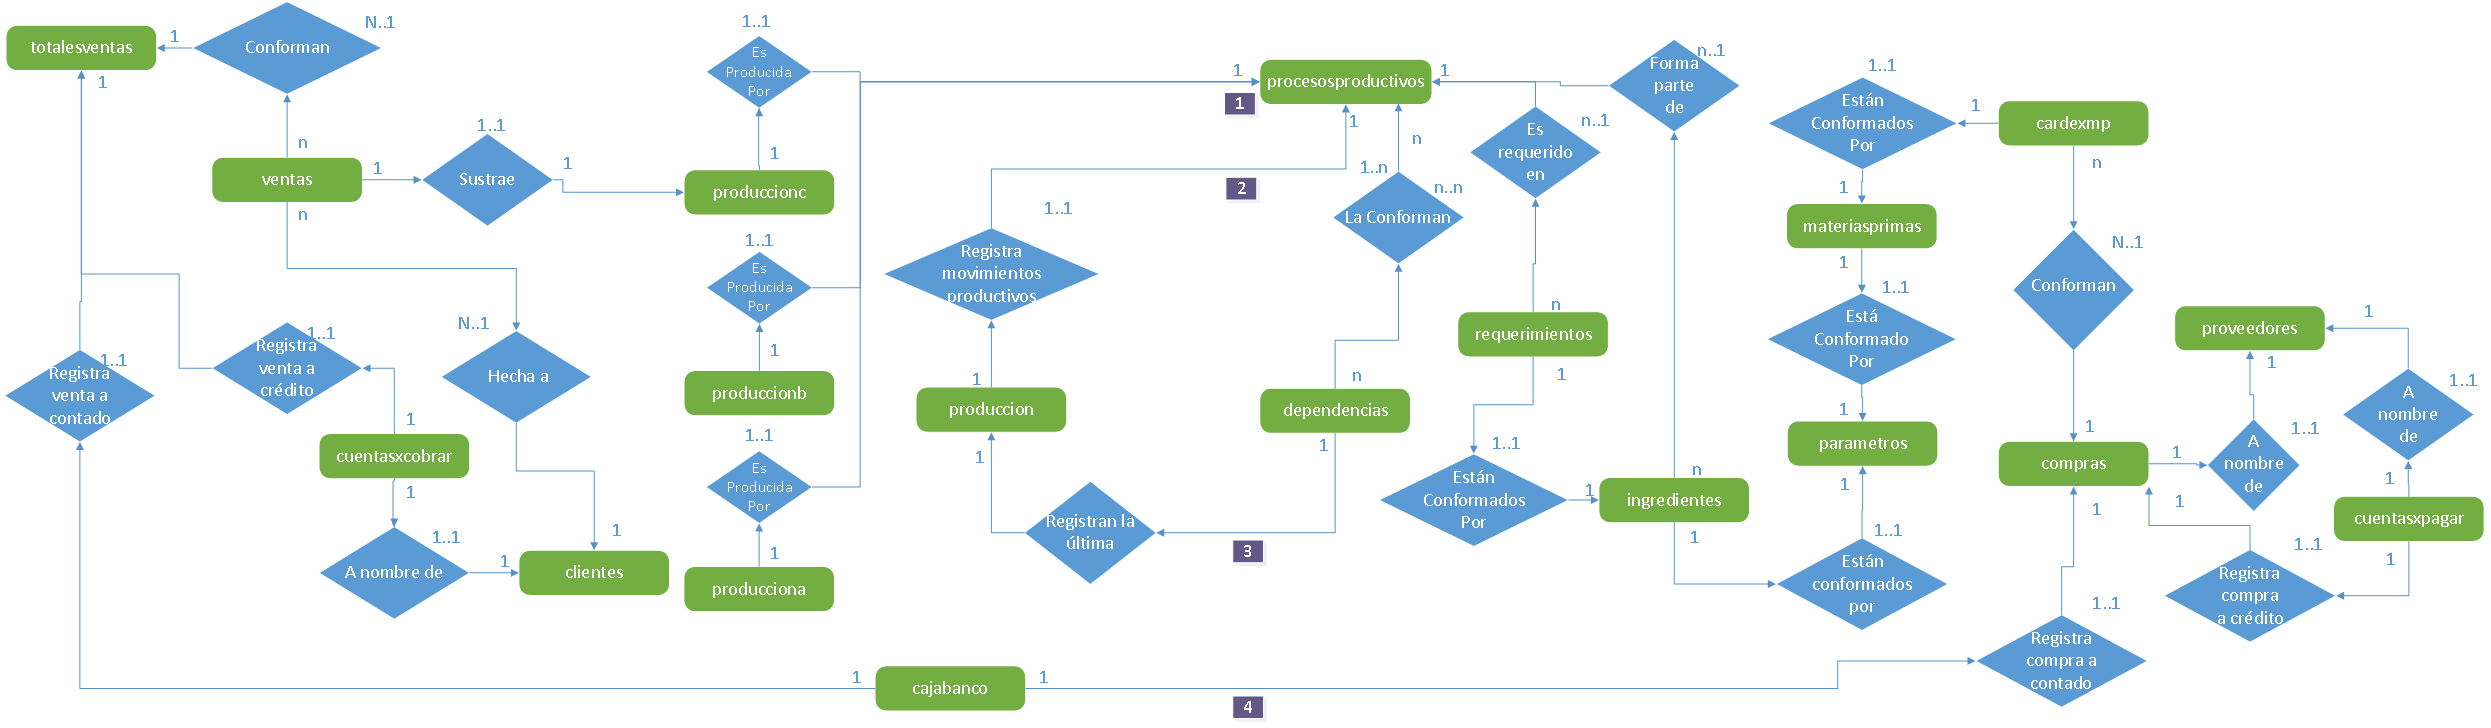 totalesventas
1
Conforman
N..1
1
n
ventas
1
1..1
Sustrae
1
n
1..1
Es
Producida
Por
1
produccionc
1..1
Es
Producida
Por
1
produccionb
1..1
Es
Producida
Por
1
producciona
N..1
Hecha a
1
clientes
1..1
Registra
venta a
crédito
1
cuentasxcobrar
1
1..1
A nombre de
1
1..1
Registra
venta a
contado
1
procesosproductivos
1
1
1
2
1..1
Registra
movimientos
productivos
1
produccion
1
Registran la
última
3
n
1..n
n..n
La Conforman
n
dependencias
1
n..1
Es
requerido
en
n
requerimientos
1
1..1
Están
Conformados
Por
1
n..1
Forma
parte
de
n
ingredientes
1
1..1
Están
Conformados
Por
1
cardexmp
1
materiasprimas
1
1..1
Está
Conformado
Por
1
parametros
1
1..1
Están
conformados
por
n
N..1
Conforman
1
compras
1
1..1
A
nombre
de
1
proveedores
1
1..1
A
nombre
de
1
cuentasxpagar
1
1..1
Registra
compra
a crédito
1
1
1..1
Registra
compra a
contado
1
cajabanco
1
4